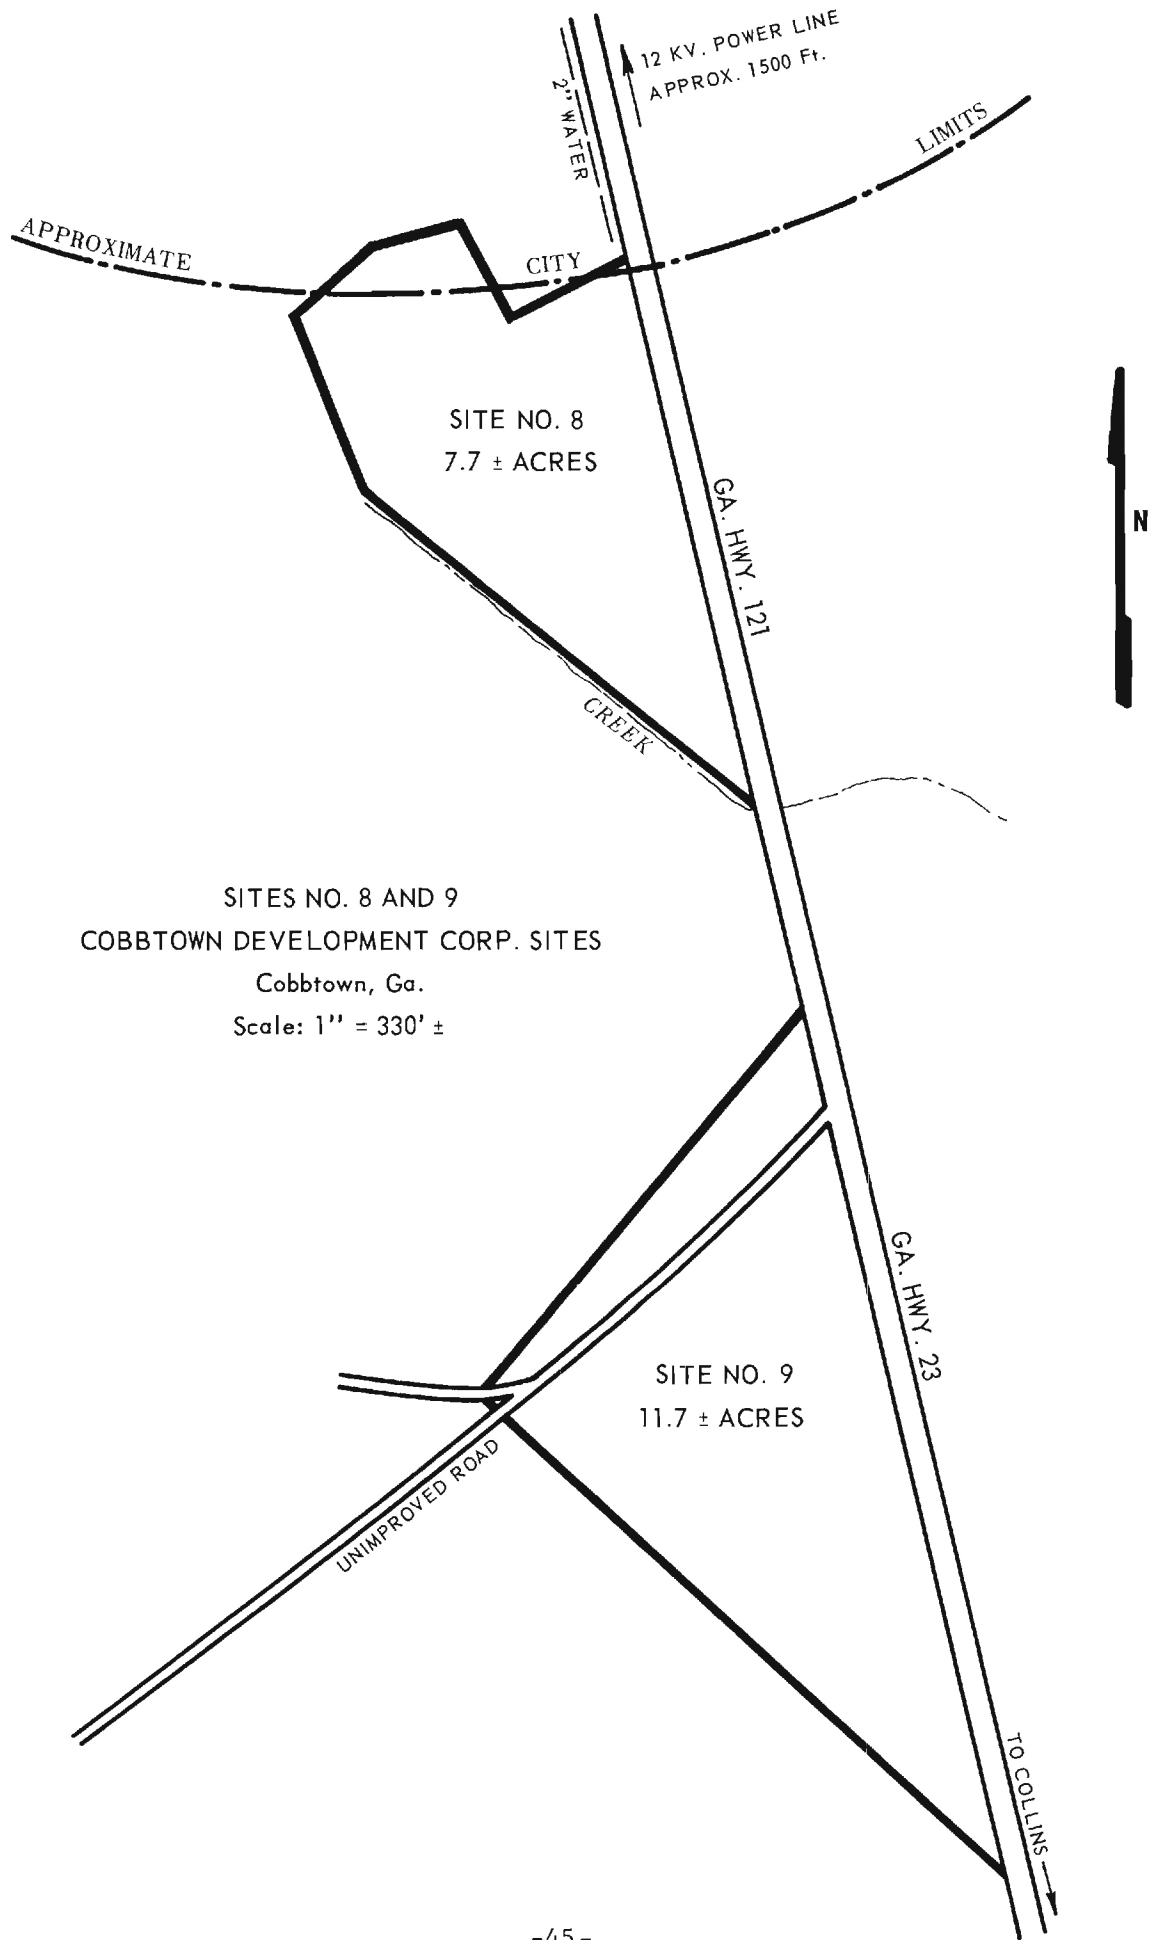 12 KV. POWER LINE
APPROX. 1500 Ft.
2" WATER
LIMITS
APPROXIMATE
CITY
SITE NO. 8
7.7 ± ACRES
GA. HWY. 121
N
CREEK
SITES NO. 8 AND 9
COBBTOWN DEVELOPMENT CORP. SITES
Cobbtown, Ga.
Scale: 1" = 330' ±
GA. HWY. 23
SITE NO. 9
11.7 ± ACRES
UNIMPROVED ROAD
TO COLLINS
-45-